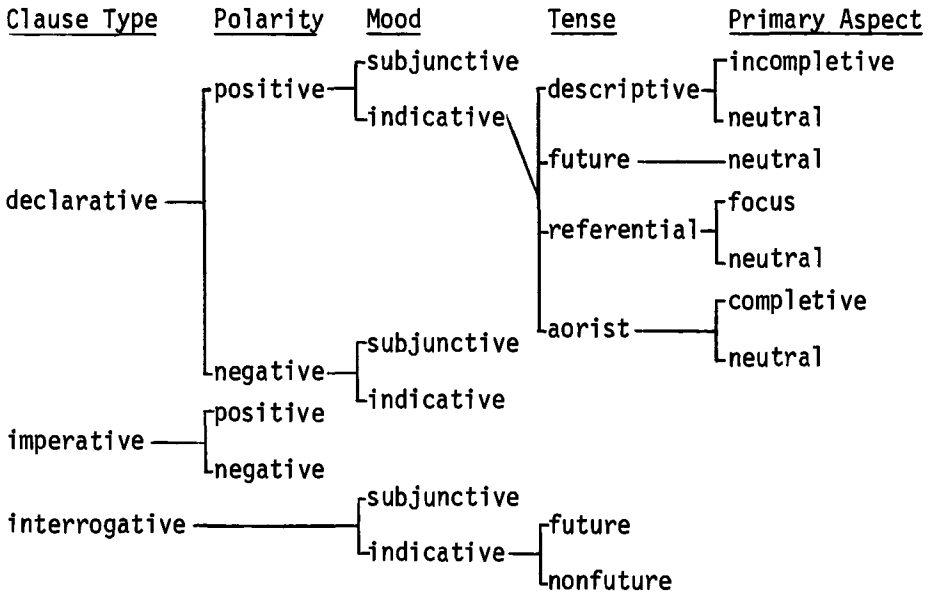 Clause Type Polarity Mood Tense Primary Aspect
subjunctive incompletive
positive descriptive
indicative neutral
future neutral
declarative focus
referential
neutral
completive
aorist
subjunctive neutral
negative
indicative
positive
imperative
negative
subjunctive
interrogative future
indicative
nonfuture